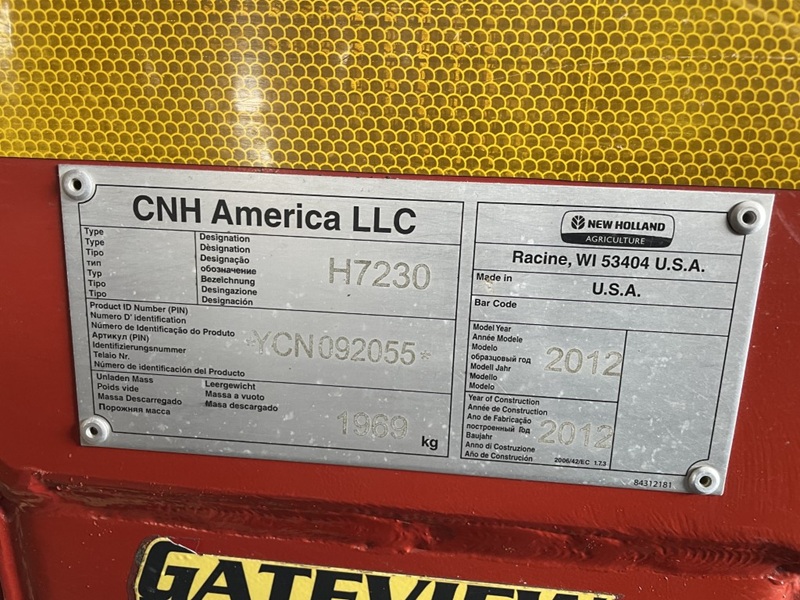 CNH America LLC
Type
Type
Tipo
тип
Typ
Tipo
Tipo
Designation
Dèsignation
Designação
обозначение
Bezeichnung
Desingazione
Designación
H7230
Product ID Number (PIN)
Numero D' identification
Número de Identificação do Produto
Артикул (PIN)
Identifizierungsnummer
Telaio Nr.
Número de identificación del Producto
*YCN092055*
Unladen Mass
Poids vide
Massa Descarregado
Порожняя масса
Leergewicht
Massa a vuoto
Masa descargado
1969
kg
NEW HOLLAND
AGRICULTURE
Racine, WI 53404 U.S.A.
Made in
U.S.A.
Bar Code
Model Year
Année Modele
Modelo
образцовый год
Modell Jahr
Modello
Modelo
2012
Year of Construction
Année de Construction
Ano de Fabricação
построенный Год
Baujahr
Anno di Costruzione
Año de Construción
2012
2006/42/EC 1.7.3
84312181
GATEVIEW